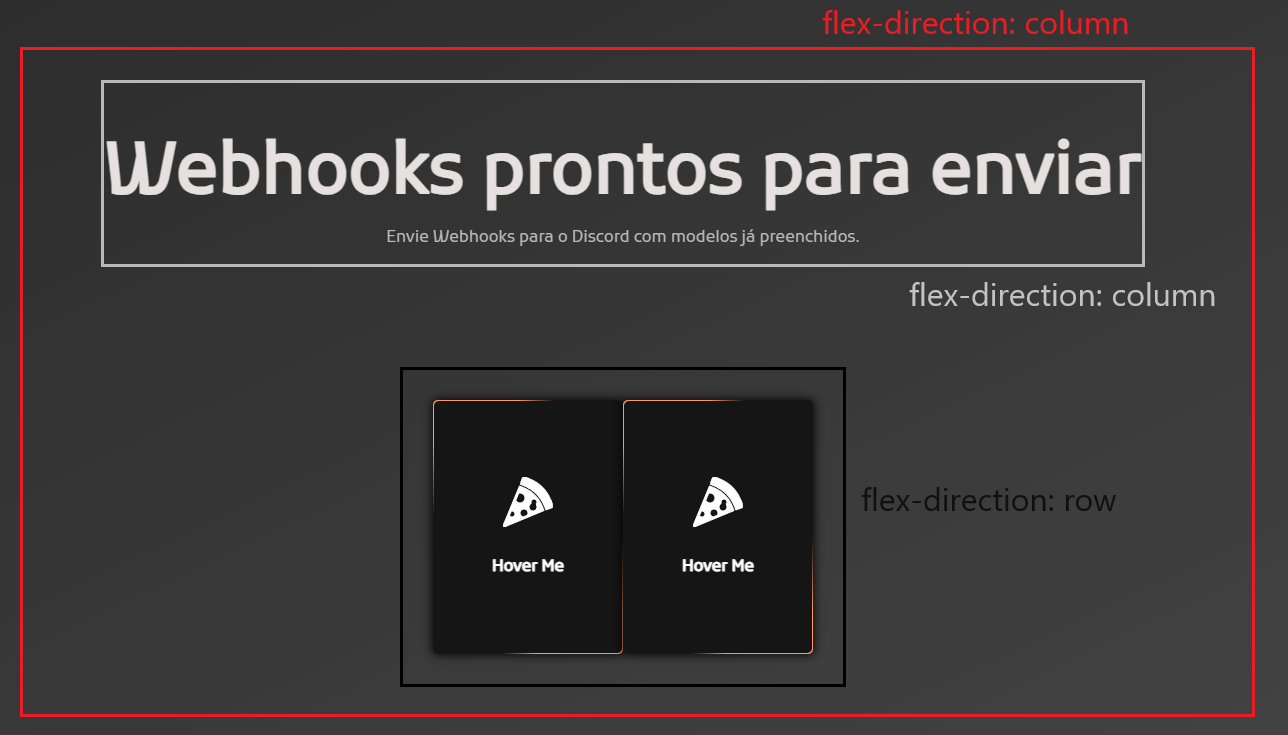 flex-direction: column
Webhooks prontos para enviar
Envie Webhooks para o Discord com modelos já preenchidos.
flex-direction: column
flex-direction: row
Hover Me
Hover Me